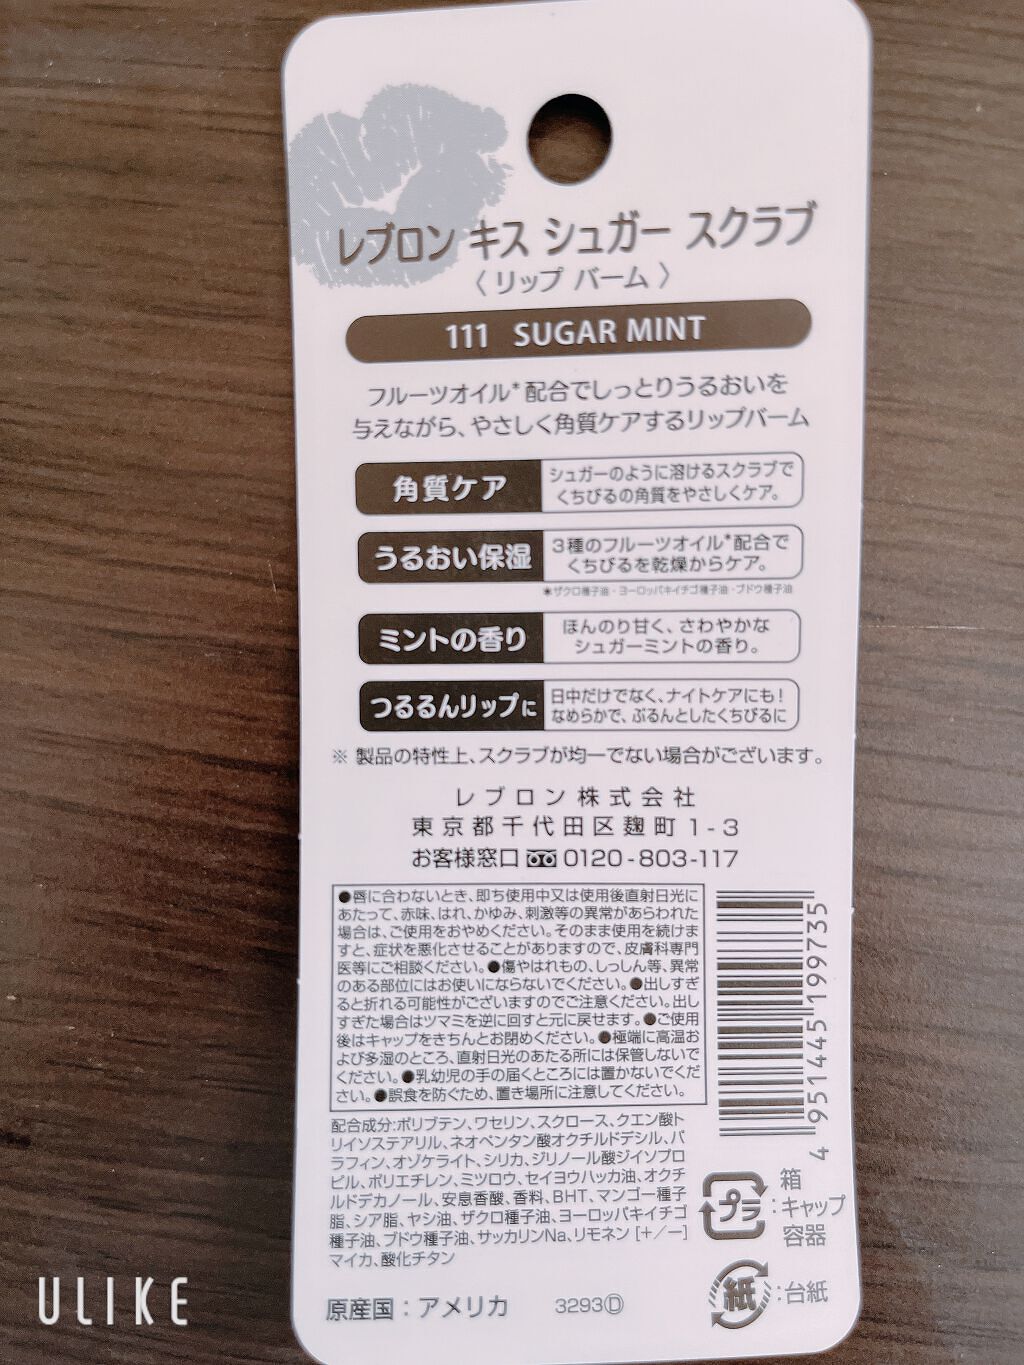 レブロン キス シュガー スクラブ
〈 リップ バーム 〉
111 SUGAR MINT
フルーツオイル*配合でしっとりうるおいを
与えながら、やさしく角質ケアするリップバーム
角質ケア
シュガーのように溶けるスクラブで
くちびるの角質をやさしくケア。
うるおい保湿
3種のフルーツオイル*配合で
くちびるを乾燥からケア。
*ザクロ種子油・ヨーロッパキイチゴ種子油・ブドウ種子油
ミントの香り
ほんのり甘く、さわやかな
シュガーミントの香り。
つるるんリップに
日中だけでなく、ナイトケアにも!
なめらかで、ぷるんとしたくちびるに
※ 製品の特性上、スクラブが均一でない場合がございます。
レブロン株式会社
東京都千代田区麹町1-3
お客様窓口 0120-803-117
●唇に合わないとき、即ち使用中又は使用後直射日光に
あたって、赤味、はれ、かゆみ、刺激等の異常があらわれた
場合は、ご使用をおやめください。そのまま使用を続けま
すと、症状を悪化させることがありますので、皮膚科専門
医等にご相談ください。●傷やはれもの、しっしん等、異常
のある部位にはお使いにならないでください。●出しすぎ
ると折れる可能性がございますのでご注意ください。出し
すぎた場合はツマミを逆に回すと元に戻せます。●ご使用
後はキャップをきちんとお閉めください。●極端に高温お
よび多湿のところ、直射日光のあたる所には保管しないで
ください。●乳幼児の手の届くところには置かないでくだ
さい。●誤食を防ぐため、置き場所に注意してください。
4 951445 199735
配合成分:ポリブテン、ワセリン、スクロース、クエン酸ト
リイソステアリル、ネオペンタン酸オクチルドデシル、パ
ラフィン、オゾケライト、シリカ、ジリノール酸ジイソプロ
ピル、ポリエチレン、ミツロウ、セイヨウハッカ油、オクチ
ルドデカノール、安息香酸、香料、BHT、マンゴー種子
脂、シア脂、ヤシ油、ザクロ種子油、ヨーロッパキイチゴ
種子油、ブドウ種子油、サッカリンNa、リモネン [+/ー]
マイカ、酸化チタン
プラ
箱
:キャップ
容器
紙
:台紙
原産国:アメリカ 3293Ⓓ
ULIKE